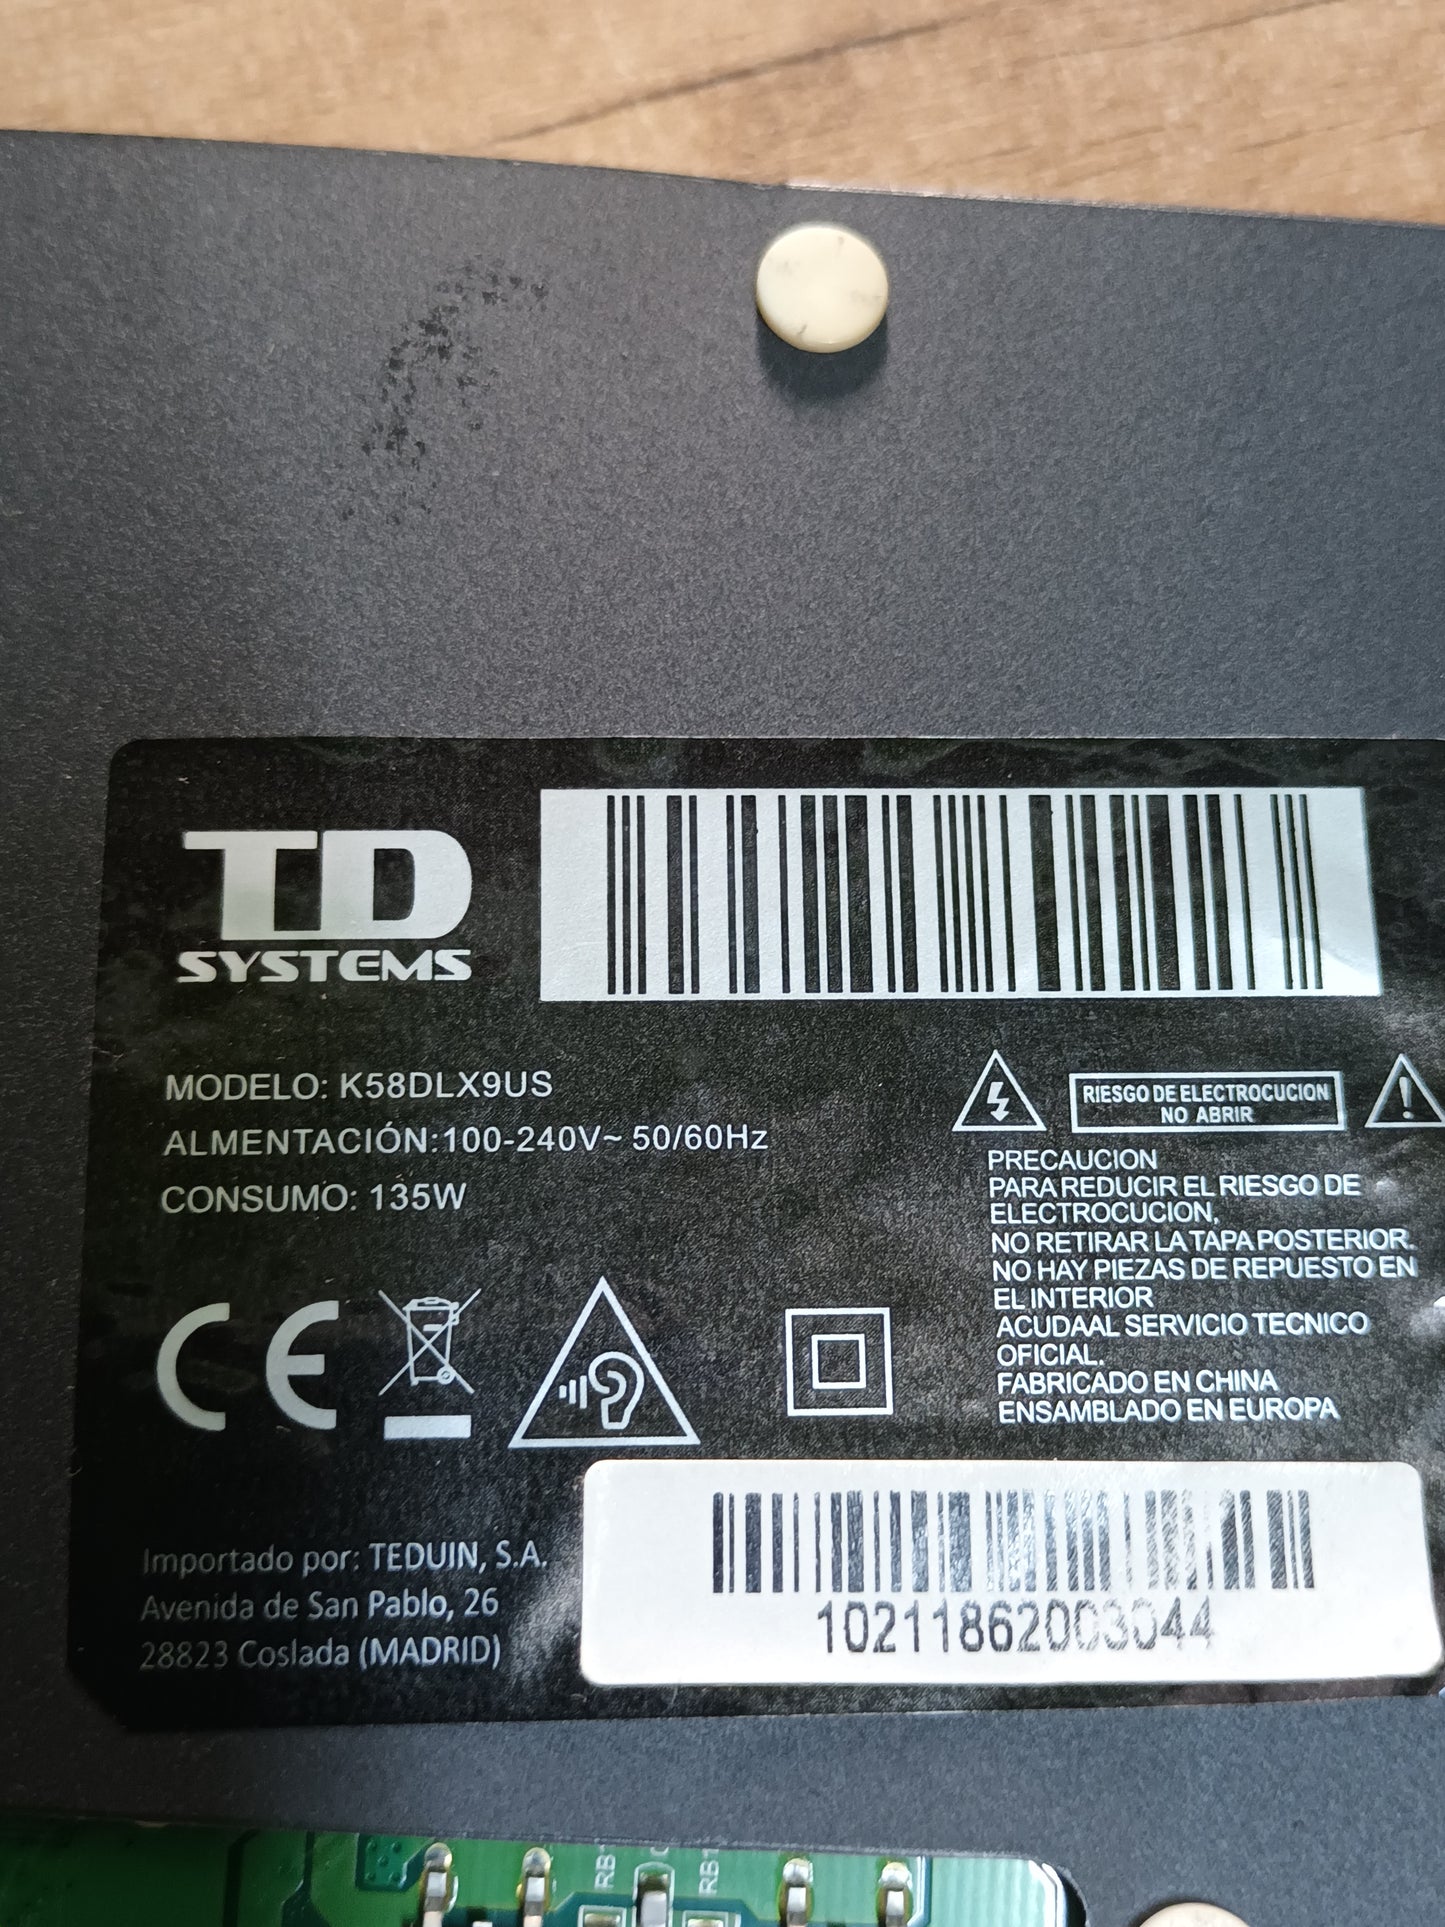 TD
SYSTEMS
MODELO: K58DLX9US
ALMENTACIÓN:100-240V~ 50/60Hz
CONSUMO: 135W
RIESGO DE ELECTROCUCION
NO ABRIR
PRECAUCION
PARA REDUCIR EL RIESGO DE
ELECTROCUCION,
NO RETIRAR LA TAPA POSTERIOR.
NO HAY PIEZAS DE REPUESTO EN
EL INTERIOR
ACUDAAL SERVICIO TECNICO
OFICIAL.
FABRICADO EN CHINA
ENSAMBLADO EN EUROPA
CE
Importado por: TEDUIN, S.A.
Avenida de San Pablo, 26
28823 Coslada (MADRID)
10211862003044